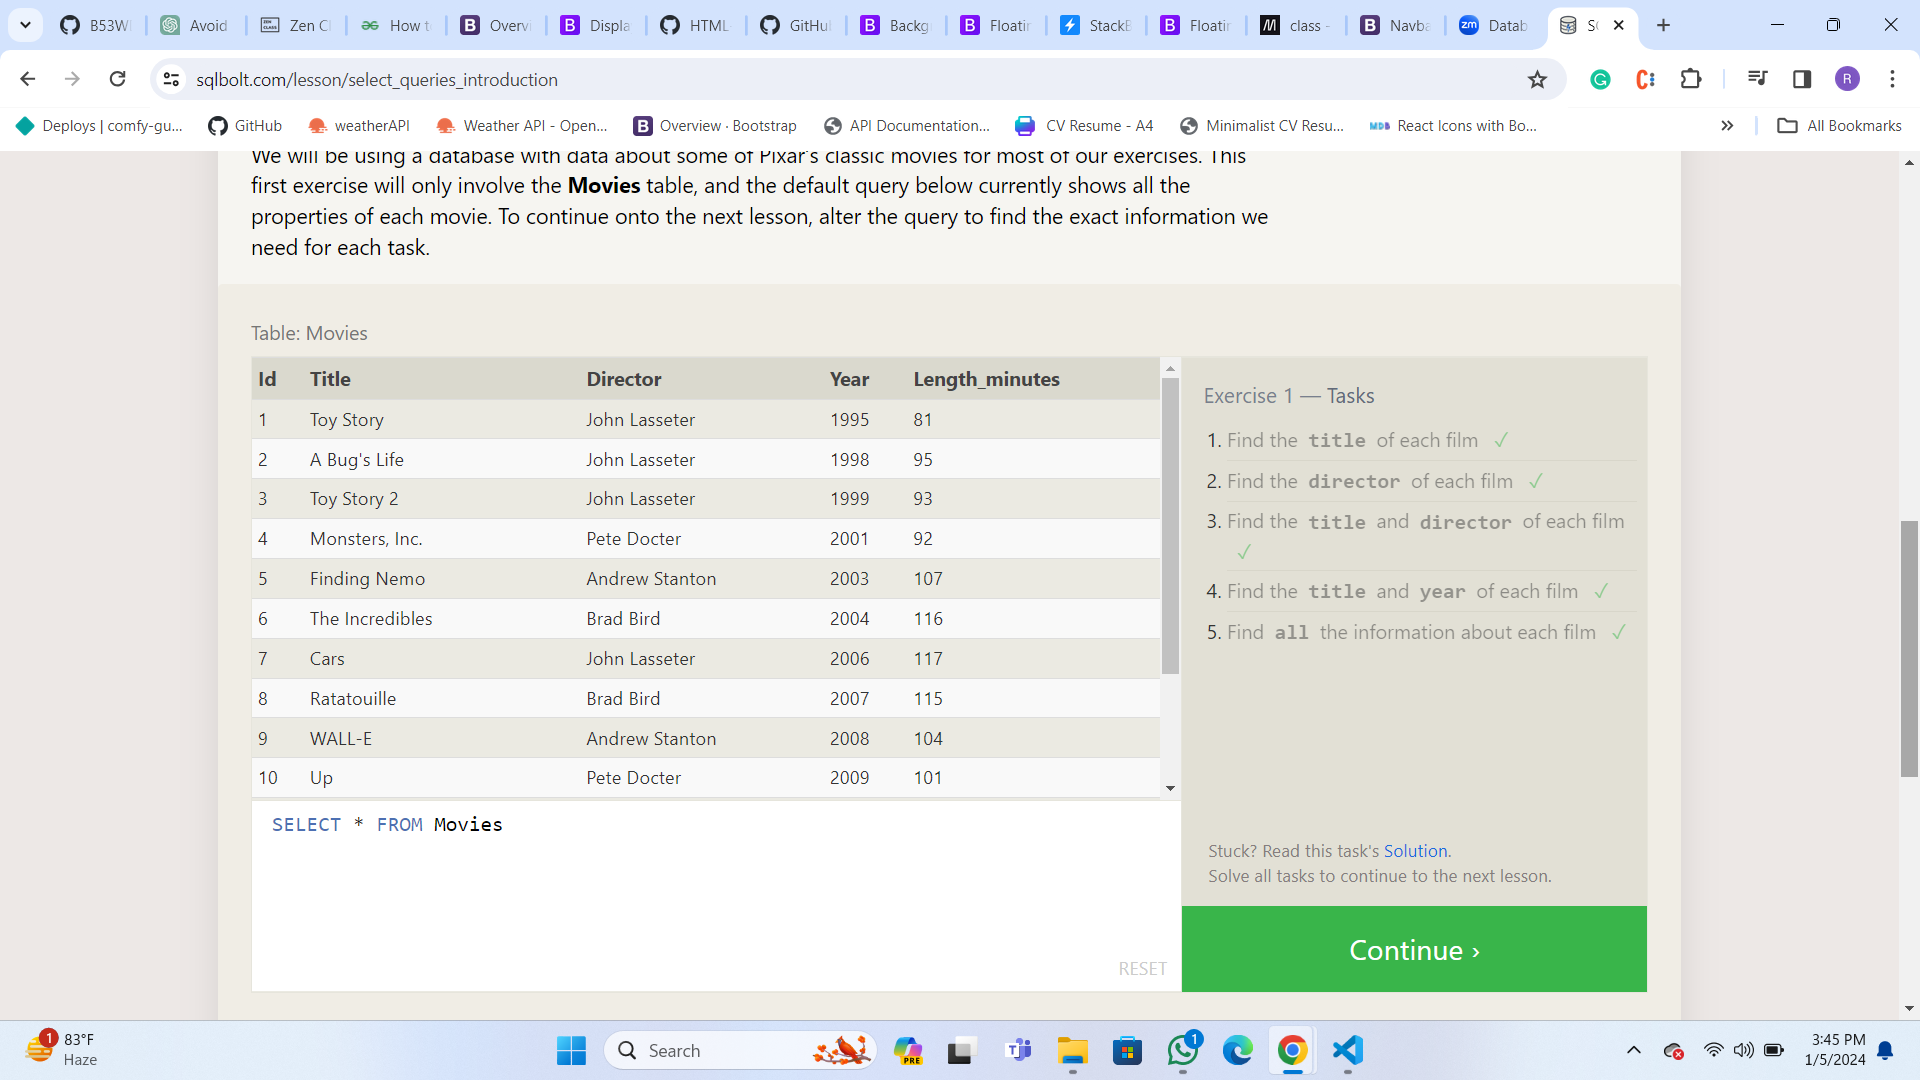 B53W
Avoid
Zen Cl
How t
Overv
Displa
HTML
GitHu
Backg
Floatin
StackB
Floatin
class -
Navba
Datab
sqlbolt.com/lesson/select_queries_introduction
Deploys | comfy-gu...
GitHub
weatherAPI
Weather API - Open...
Overview · Bootstrap
API Documentation...
CV Resume - A4
Minimalist CV Resu...
React Icons with Bo...
All Bookmarks
We will be using a database with data about some of Pixar's classic movies for most of our exercises. This
first exercise will only involve the Movies table, and the default query below currently shows all the
properties of each movie. To continue onto the next lesson, alter the query to find the exact information we
need for each task.
Table: Movies
Id Title Director Year Length_minutes
1 Toy Story John Lasseter 1995 81
2 A Bug's Life John Lasseter 1998 95
3 Toy Story 2 John Lasseter 1999 93
4 Monsters, Inc. Pete Docter 2001 92
5 Finding Nemo Andrew Stanton 2003 107
6 The Incredibles Brad Bird 2004 116
7 Cars John Lasseter 2006 117
8 Ratatouille Brad Bird 2007 115
9 WALL-E Andrew Stanton 2008 104
10 Up Pete Docter 2009 101
SELECT * FROM Movies
RESET
Exercise 1 — Tasks
1. Find the title of each film ✓
2. Find the director of each film ✓
3. Find the title and director of each film
✓
4. Find the title and year of each film ✓
5. Find all the information about each film ✓
Stuck? Read this task's Solution.
Solve all tasks to continue to the next lesson.
Continue ›
1
83°F
Haze
Search
PRE
1
3:45 PM
1/5/2024